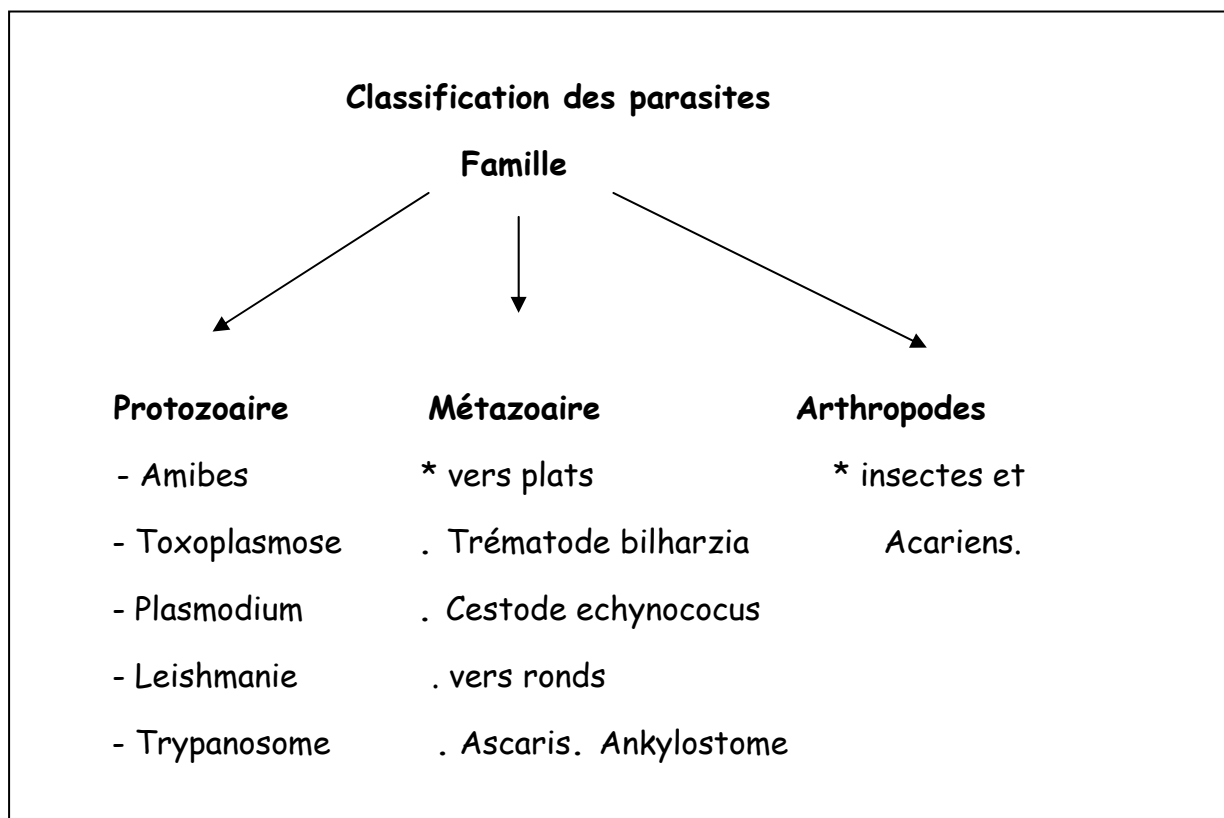 Classification des parasites
Famille
Protozoaire
- Amibes
- Toxoplasmose
- Plasmodium
- Leishmanie
- Trypanosome
Métazoaire
* vers plats
. Trématode bilharzia
. Cestode echynococus
. vers ronds
. Ascaris. Ankylostome
Arthropodes
* insectes et
Acariens.